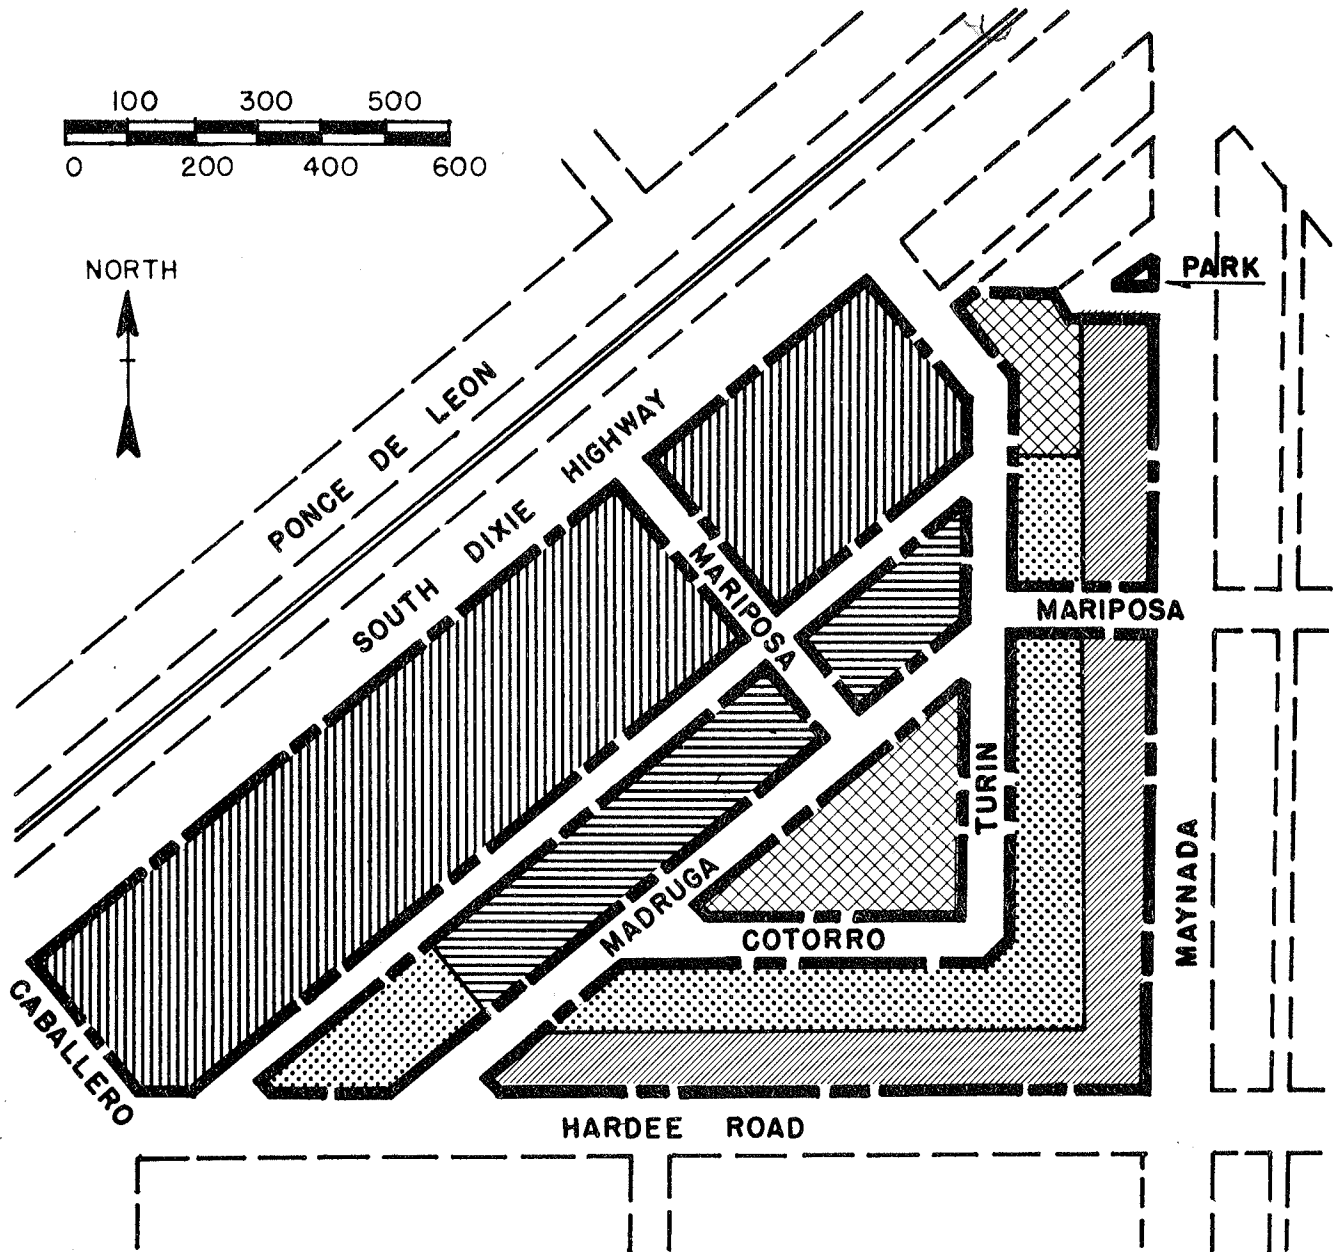 100 300 500
0 200 400 600
NORTH
PARK
PONCE DE LEON
SOUTH DIXIE HIGHWAY
MARIPOSA
MARIPOSA
TURIN
MADRUGA
COTORRO
MAYNADA
CABALLERO
HARDEE ROAD